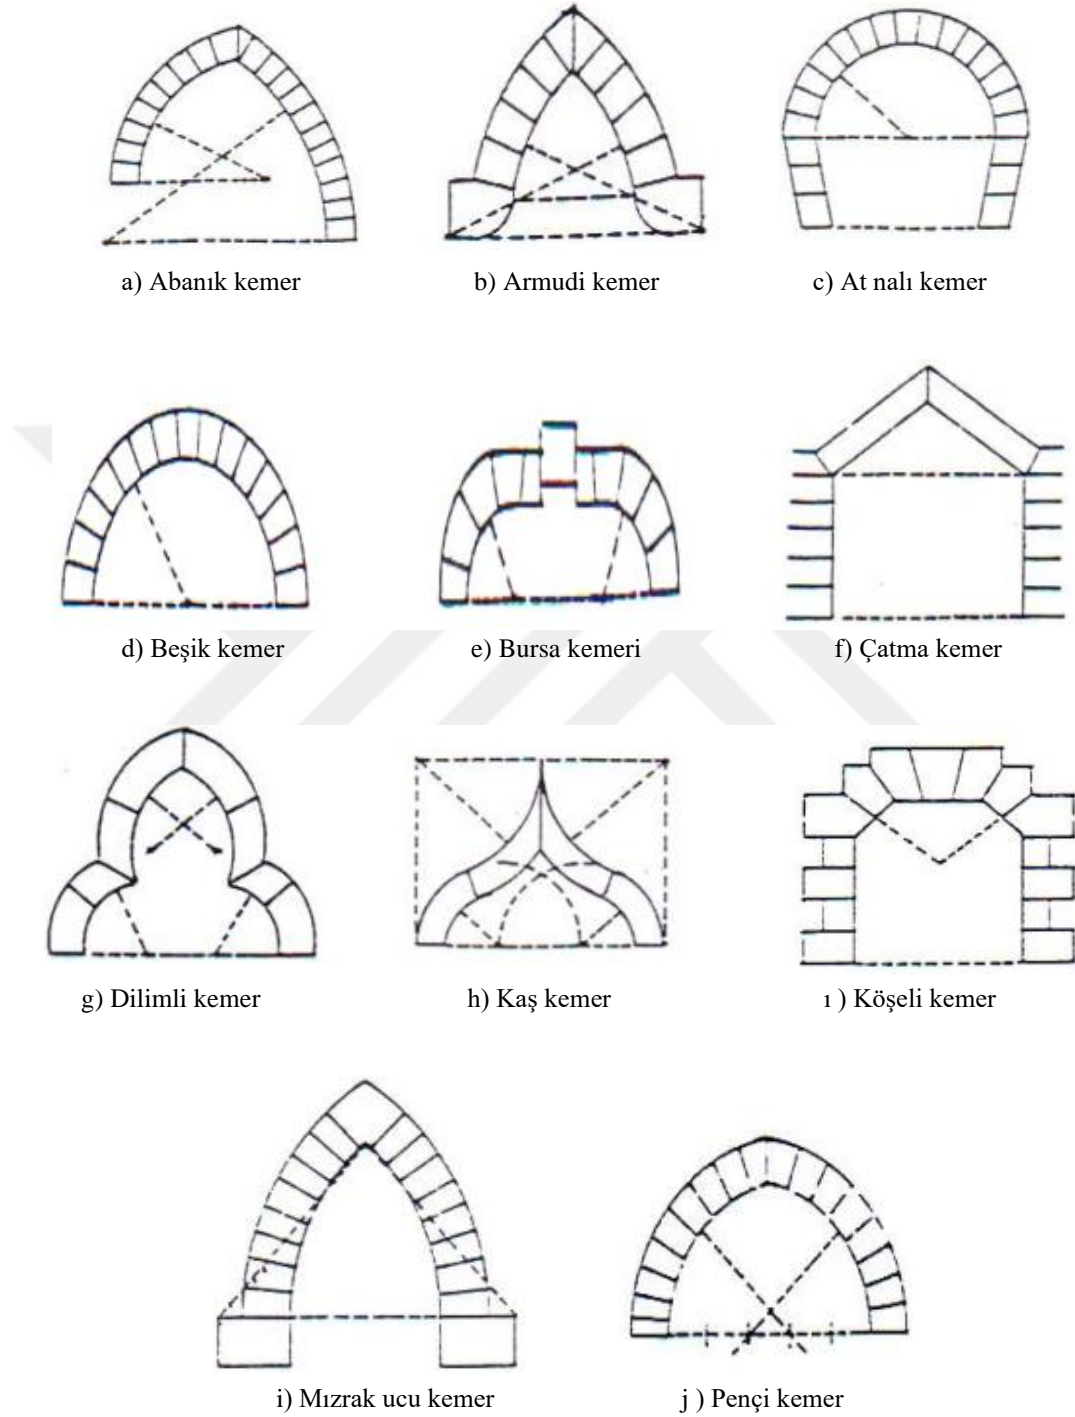 a) Abanık kemer b) Armudi kemer c) At nalı kemer
d) Beşik kemer e) Bursa kemeri f) Çatma kemer
g) Dilimli kemer h) Kaş kemer ı ) Köşeli kemer
i) Mızrak ucu kemer j ) Pençi kemer